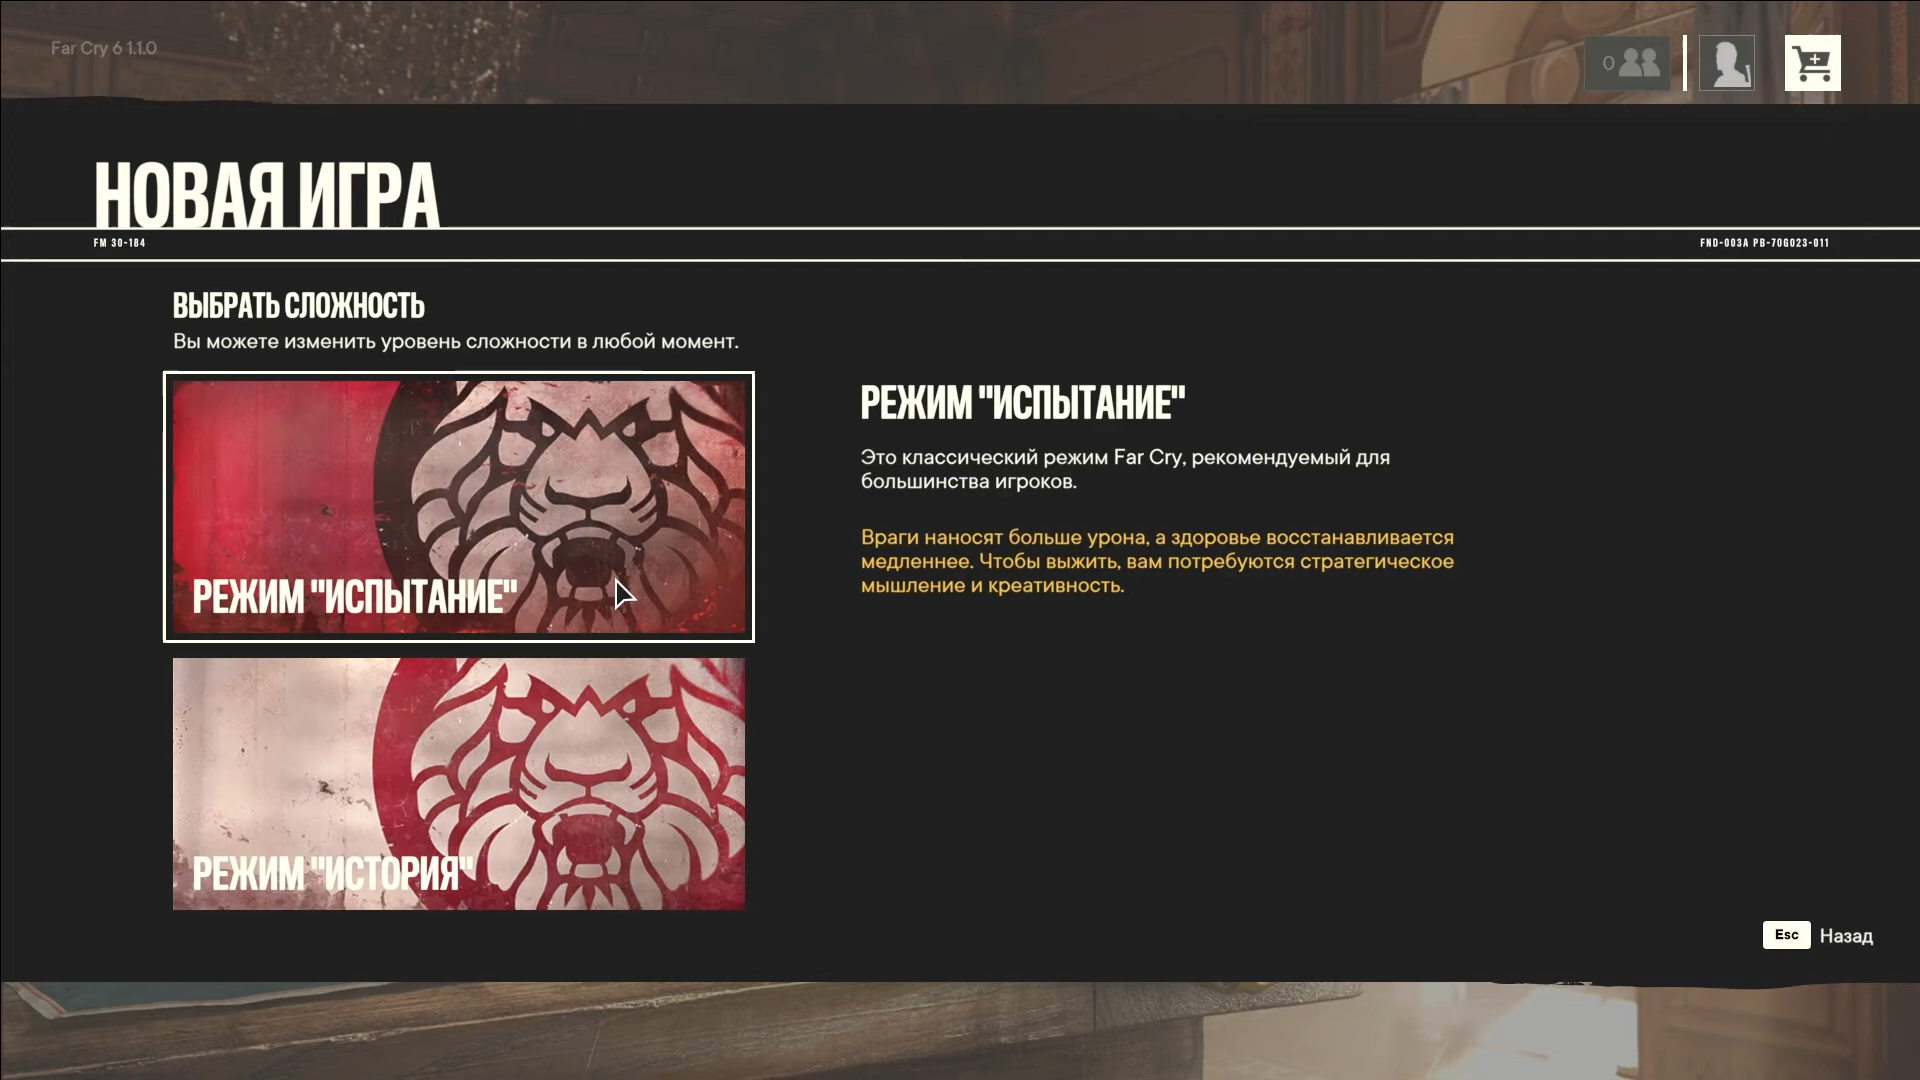 Far Cry 6 1.1.0
0
НОВАЯ ИГРА
FM 30-184
FND-003A PB-70G023-011
ВЫБРАТЬ СЛОЖНОСТЬ
Вы можете изменить уровень сложности в любой момент.
РЕЖИМ "ИСПЫТАНИЕ"
РЕЖИМ "ИСТОРИЯ"
РЕЖИМ "ИСПЫТАНИЕ"
Это классический режим Far Cry, рекомендуемый для
большинства игроков.
Враги наносят больше урона, а здоровье восстанавливается
медленнее. Чтобы выжить, вам потребуются стратегическое
мышление и креативность.
Esc Назад